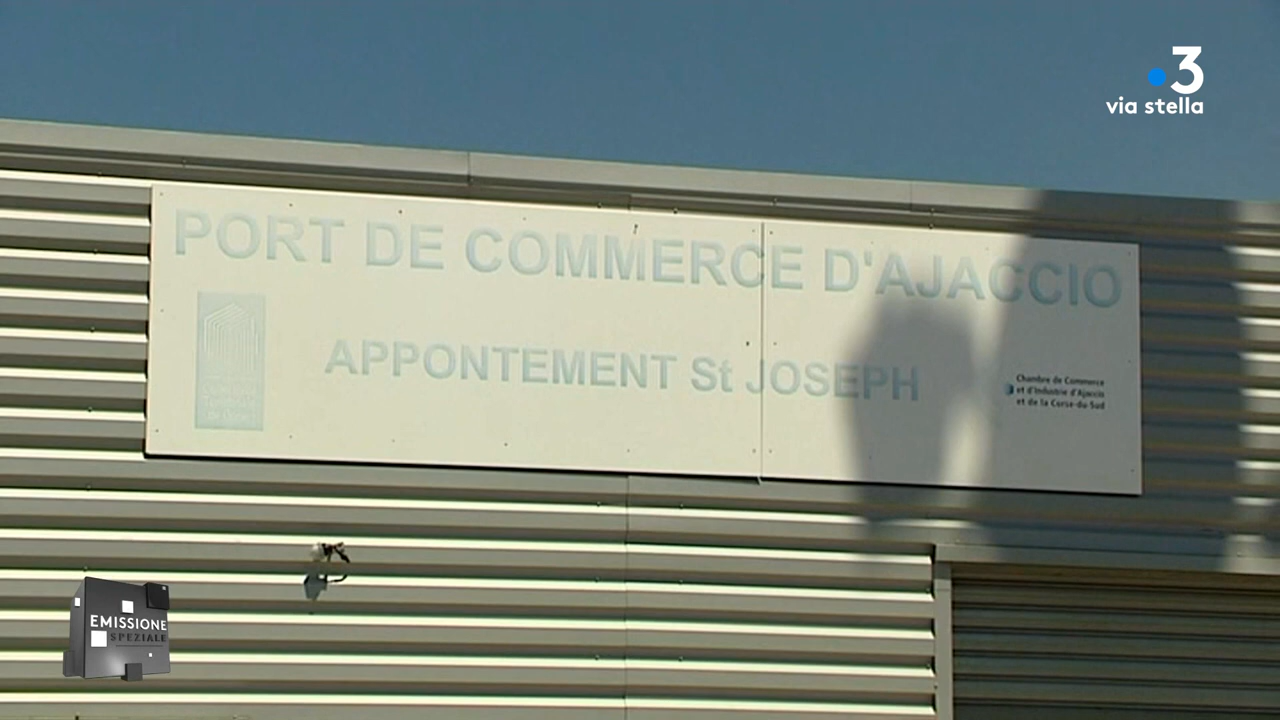 3
via stella
PORT DE COMMERCE D'AJACCIO
APPONTEMENT St JOSEPH
Chambre de Commerce
et d'Industrie d'Ajaccio
et de la Corse-du-Sud
EMISSIONE
SPEZIALE